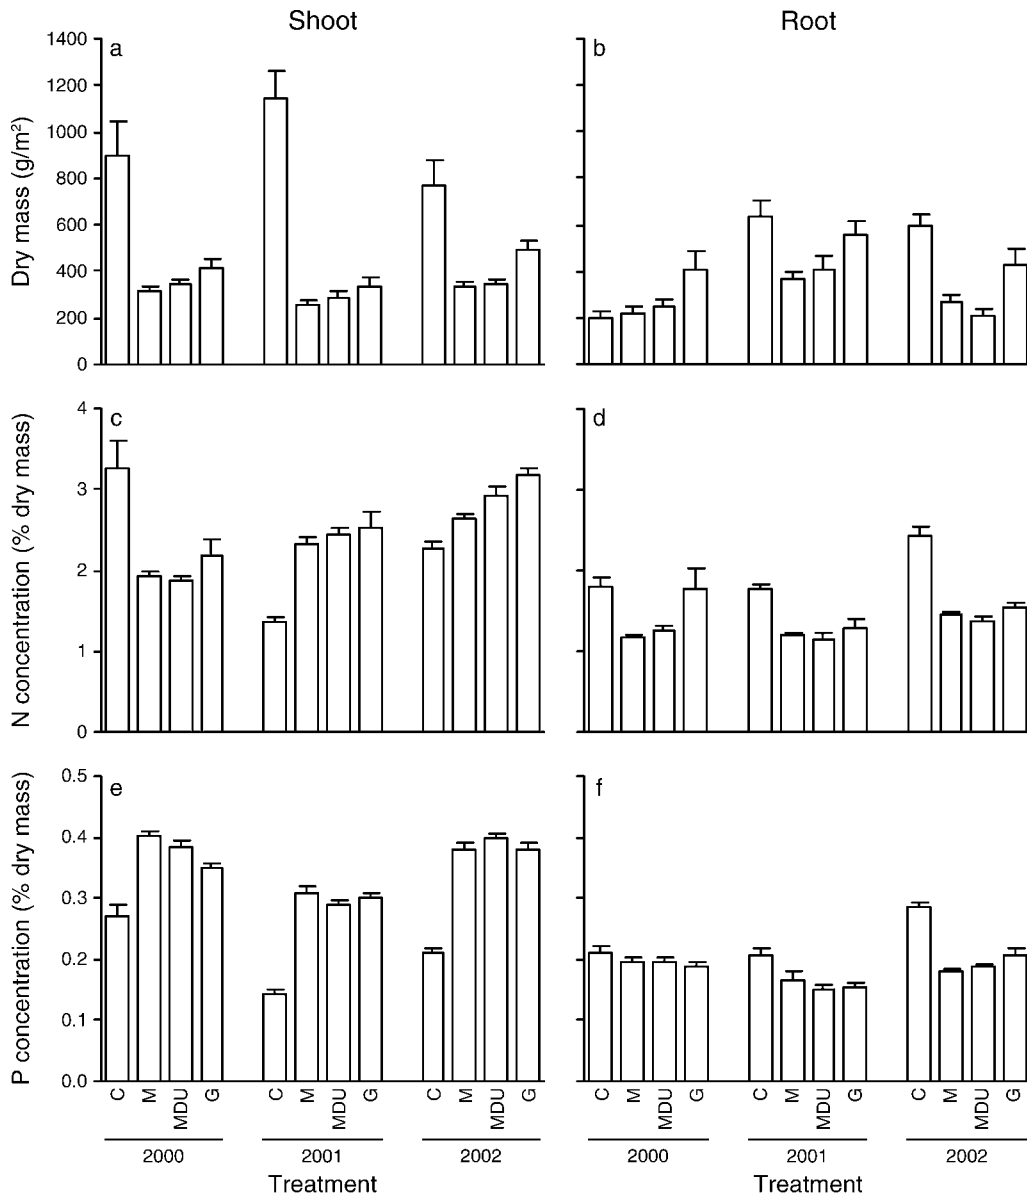 Shoot
Root
Dry mass (g/m²)
1400
1200
1000
800
600
400
200
0
a
b
N concentration (% dry mass)
4
3
2
1
0
c
d
P concentration (% dry mass)
0.5
0.4
0.3
0.2
0.1
0.0
e
f
C M MDU G C M MDU G C M MDU G C M MDU G C M MDU G C M MDU G
2000 2001 2002 2000 2001 2002
Treatment Treatment